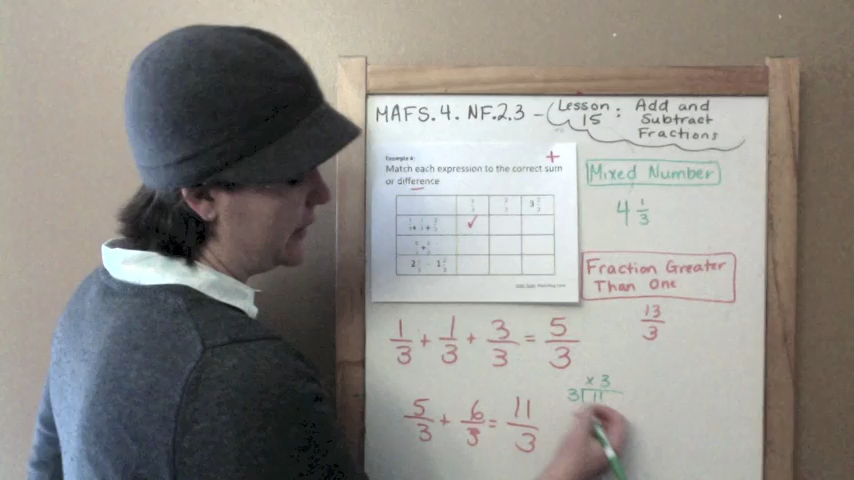 MAFS.4.NF.2.3 - Lesson 15: Add and Subtract Fractions
Example 4:
+
Match each expression to the correct sum
or difference
✓
Mixed Number
4 1/3
Fraction Greater
Than One
13/3
1/3 + 1/3 + 3/3 = 5/3
x 3
3 11
5/3 + 6/3 = 11/3